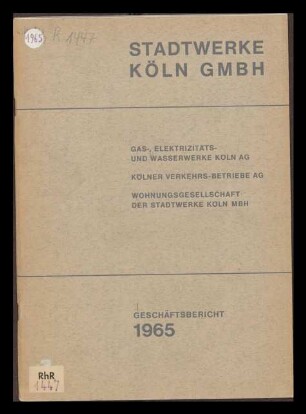 1965
R 1447
STADTWERKE
KÖLN GMBH
GAS-, ELEKTRIZITÄTS-
UND WASSERWERKE KÖLN AG
KÖLNER VERKEHRS-BETRIEBE AG
WOHNUNGSGESELLSCHAFT
DER STADTWERKE KÖLN MBH
GESCHÄFTSBERICHT
1965
RhR
1447